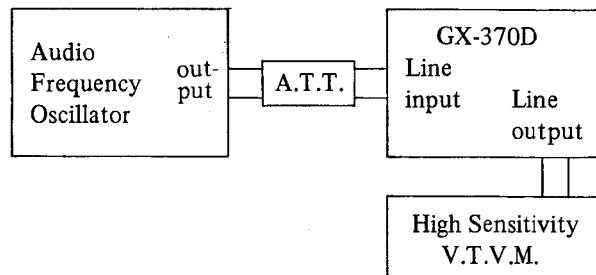 Audio
Frequency
Oscillator
out-
put
A.T.T.
GX-370D
Line
input
Line
output
High Sensitivity
V.T.V.M.